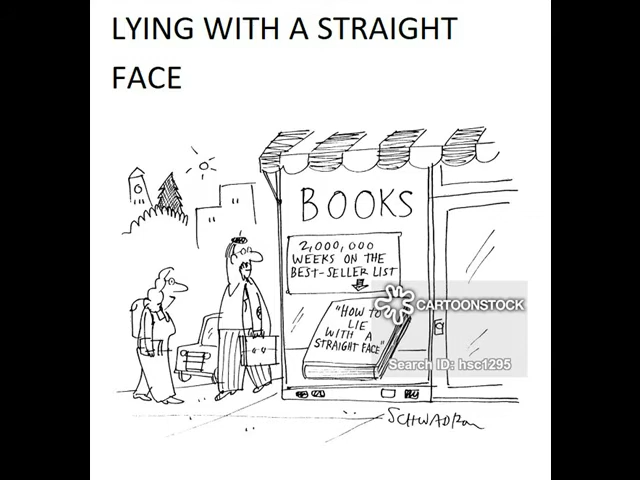 LYING WITH A STRAIGHT
FACE
BOOKS
2,000,000
WEEKS ON THE
BEST-SELLER LIST
"HOW TO
LIE
WITH A
STRAIGHT FACE"
CARTOONSTOCK
Search ID: hsc1295
SCHWADRON